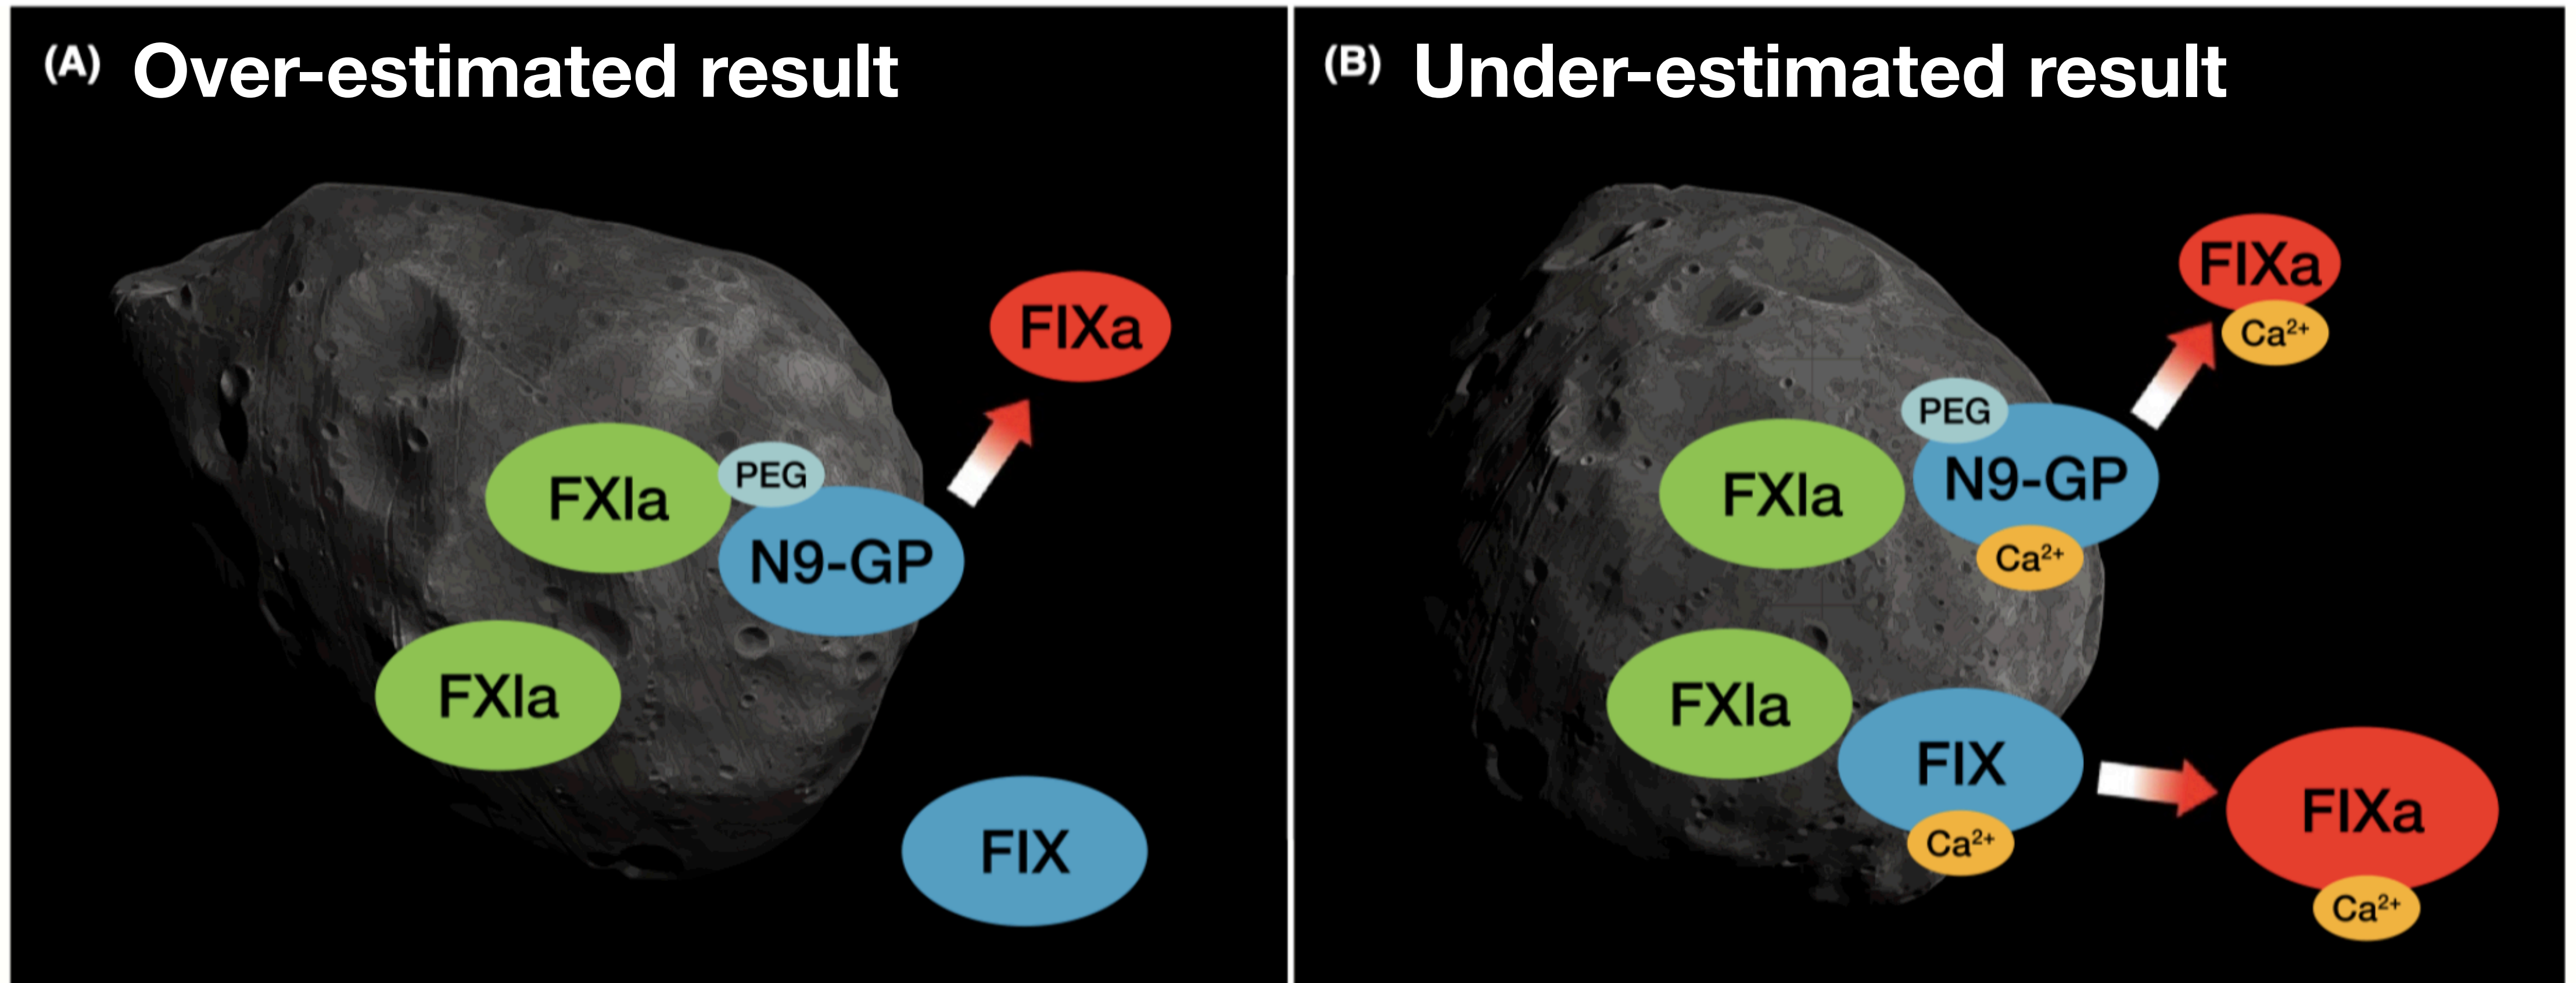 (A) Over-estimated result
FIXa
FXIa
PEG
N9-GP
FXIa
FIX
(B) Under-estimated result
FIXa
Ca²⁺
PEG
FXIa
N9-GP
Ca²⁺
FXIa
FIX
Ca²⁺
FIXa
Ca²⁺